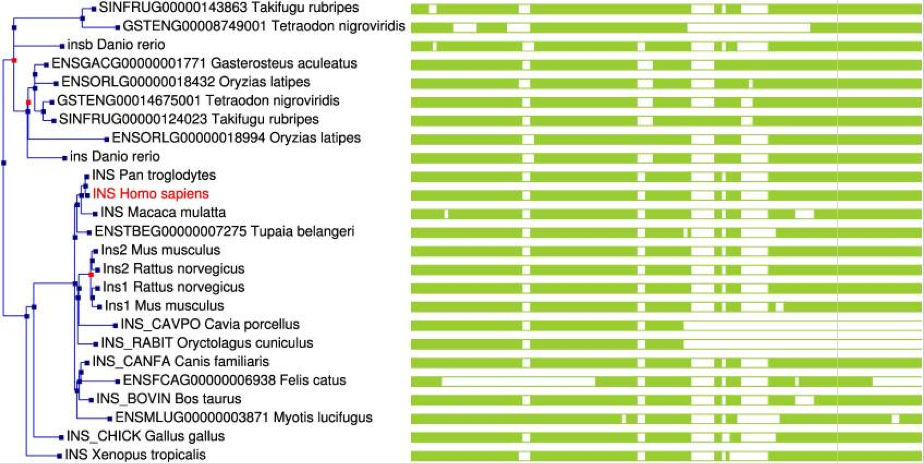 SINFRUG00000143863 Takifugu rubripes
GSTENG00008749001 Tetraodon nigroviridis
insb Danio rerio
ENSGACG00000001771 Gasterosteus aculeatus
ENSORLG00000018432 Oryzias latipes
GSTENG00014675001 Tetraodon nigroviridis
SINFRUG00000124023 Takifugu rubripes
ENSORLG00000018994 Oryzias latipes
ins Danio rerio
INS Pan troglodytes
INS Homo sapiens
INS Macaca mulatta
ENSTBEG00000007275 Tupaia belangeri
Ins2 Mus musculus
Ins2 Rattus norvegicus
Ins1 Rattus norvegicus
Ins1 Mus musculus
INS_CAVPO Cavia porcellus
INS_RABIT Oryctolagus cuniculus
INS_CANFA Canis familiaris
ENSFCAG00000006938 Felis catus
INS_BOVIN Bos taurus
ENSMLUG00000003871 Myotis lucifugus
INS_CHICK Gallus gallus
INS Xenopus tropicalis